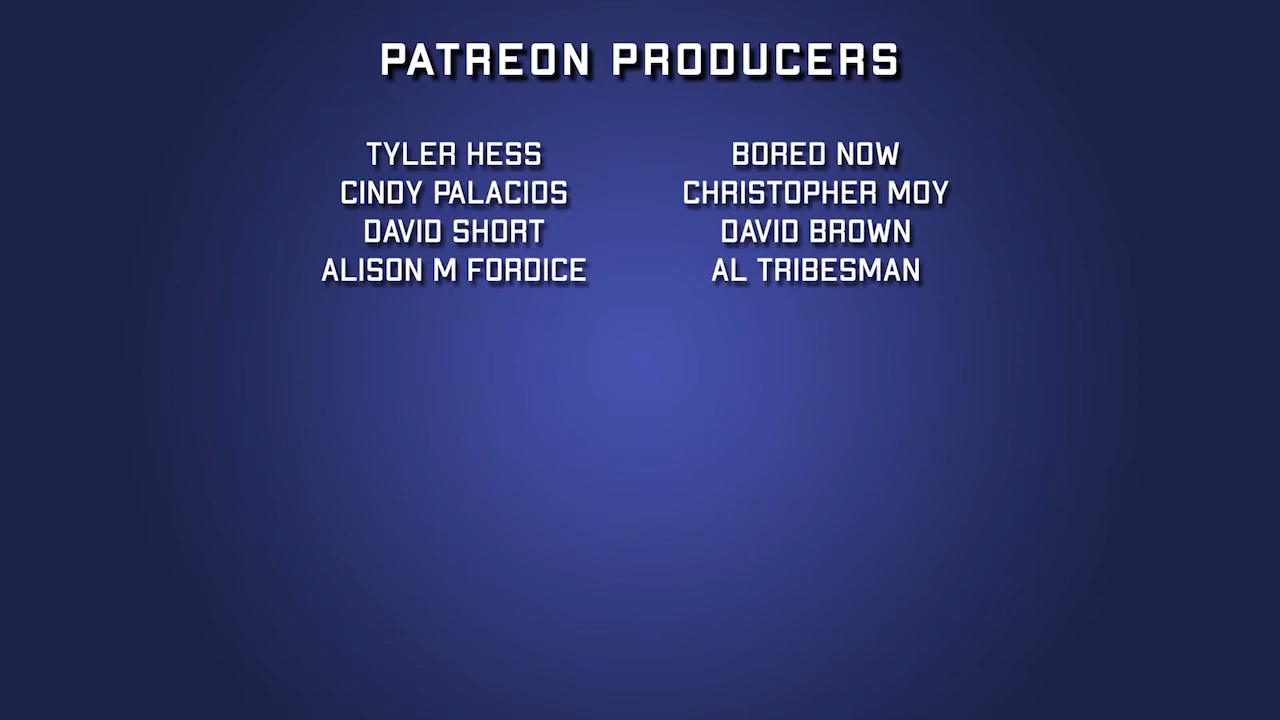 PATREON PRODUCERS
TYLER HESS
CINDY PALACIOS
DAVID SHORT
ALISON M FORDICE
BORED NOW
CHRISTOPHER MOY
DAVID BROWN
AL TRIBESMAN